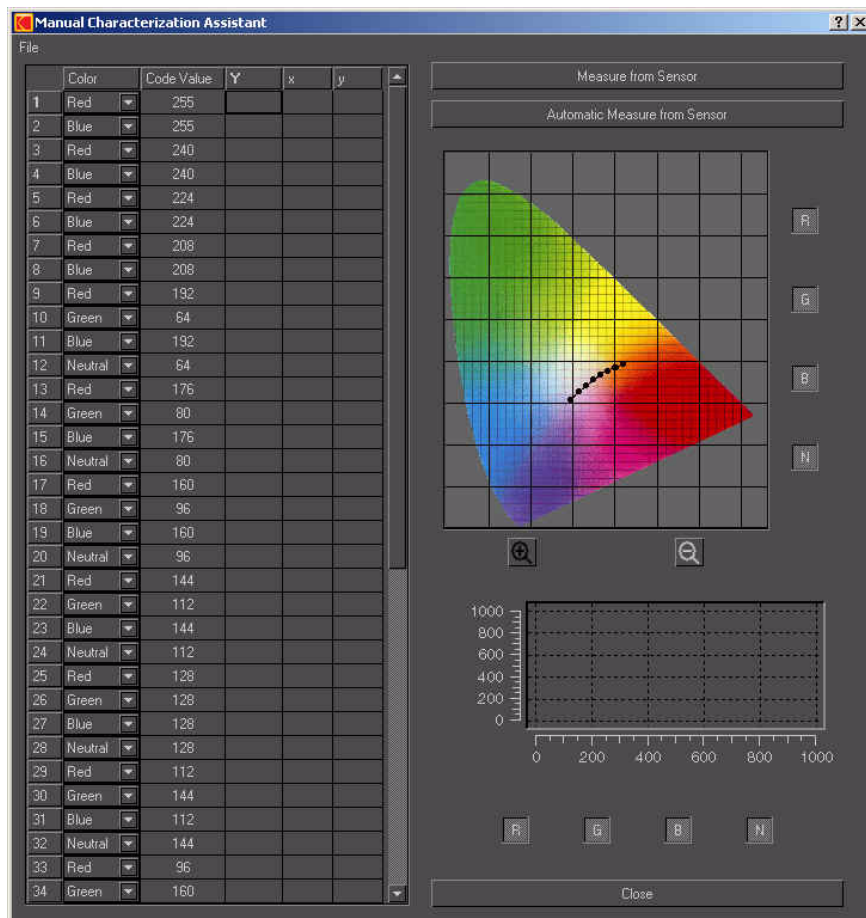 Manual Characterization Assistant
File
Color Code Value Y x y
1 Red 255
2 Blue 255
3 Red 240
4 Blue 240
5 Red 224
6 Blue 224
7 Red 208
8 Blue 208
9 Red 192
10 Green 64
11 Blue 192
12 Neutral 64
13 Red 176
14 Green 80
15 Blue 176
16 Neutral 80
17 Red 160
18 Green 96
19 Blue 160
20 Neutral 96
21 Red 144
22 Green 112
23 Blue 144
24 Neutral 112
25 Red 128
26 Green 128
27 Blue 128
28 Neutral 128
29 Red 112
30 Green 144
31 Blue 112
32 Neutral 144
33 Red 96
34 Green 160
Measure from Sensor
Automatic Measure from Sensor
R
G
B
N
1000
800
600
400
200
0
0 200 400 600 800 1000
R G B N
Close